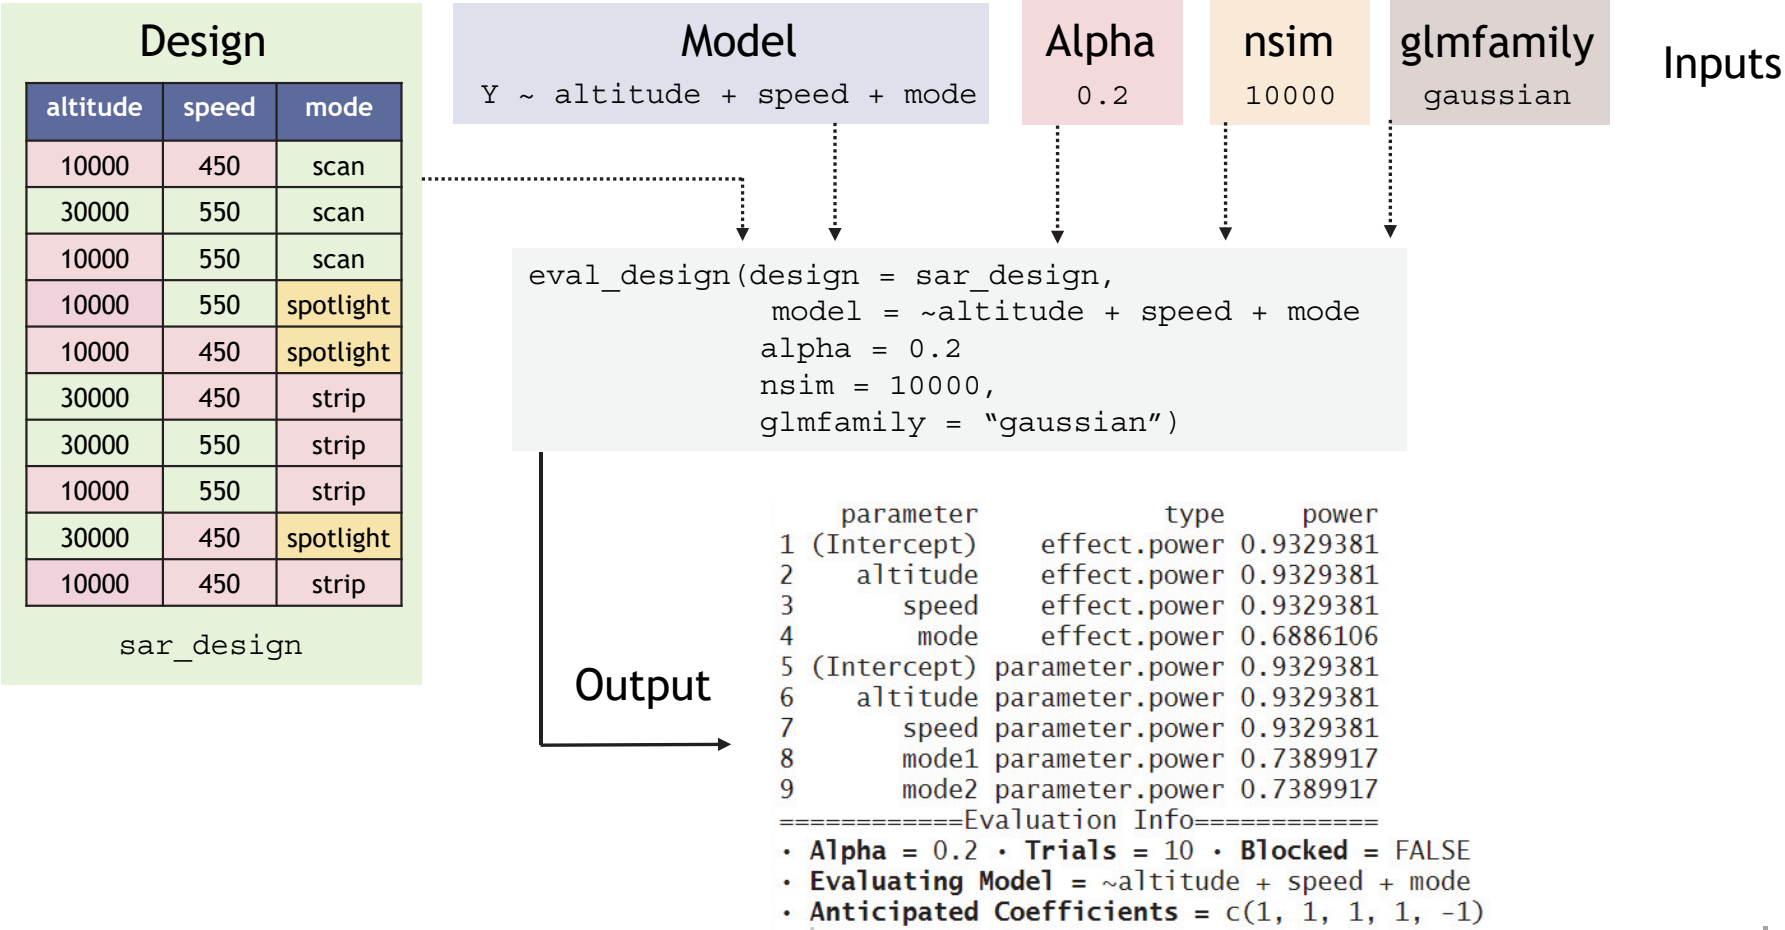 Design
altitude speed mode
10000 450 scan
30000 550 scan
10000 550 scan
10000 550 spotlight
10000 450 spotlight
30000 450 strip
30000 550 strip
10000 550 strip
30000 450 spotlight
10000 450 strip
sar_design
Model
Y ~ altitude + speed + mode
Alpha
0.2
nsim
10000
glmfamily
gaussian
Inputs
eval_design(design = sar_design,
model = ~altitude + speed + mode
alpha = 0.2
nsim = 10000,
glmfamily = “gaussian”)
Output
parameter type power
1 (Intercept) effect.power 0.9329381
2 altitude effect.power 0.9329381
3 speed effect.power 0.9329381
4 mode effect.power 0.6886106
5 (Intercept) parameter.power 0.9329381
6 altitude parameter.power 0.9329381
7 speed parameter.power 0.9329381
8 mode1 parameter.power 0.7389917
9 mode2 parameter.power 0.7389917
============Evaluation Info============
• Alpha = 0.2 • Trials = 10 • Blocked = FALSE
• Evaluating Model = ~altitude + speed + mode
• Anticipated Coefficients = c(1, 1, 1, 1, -1)